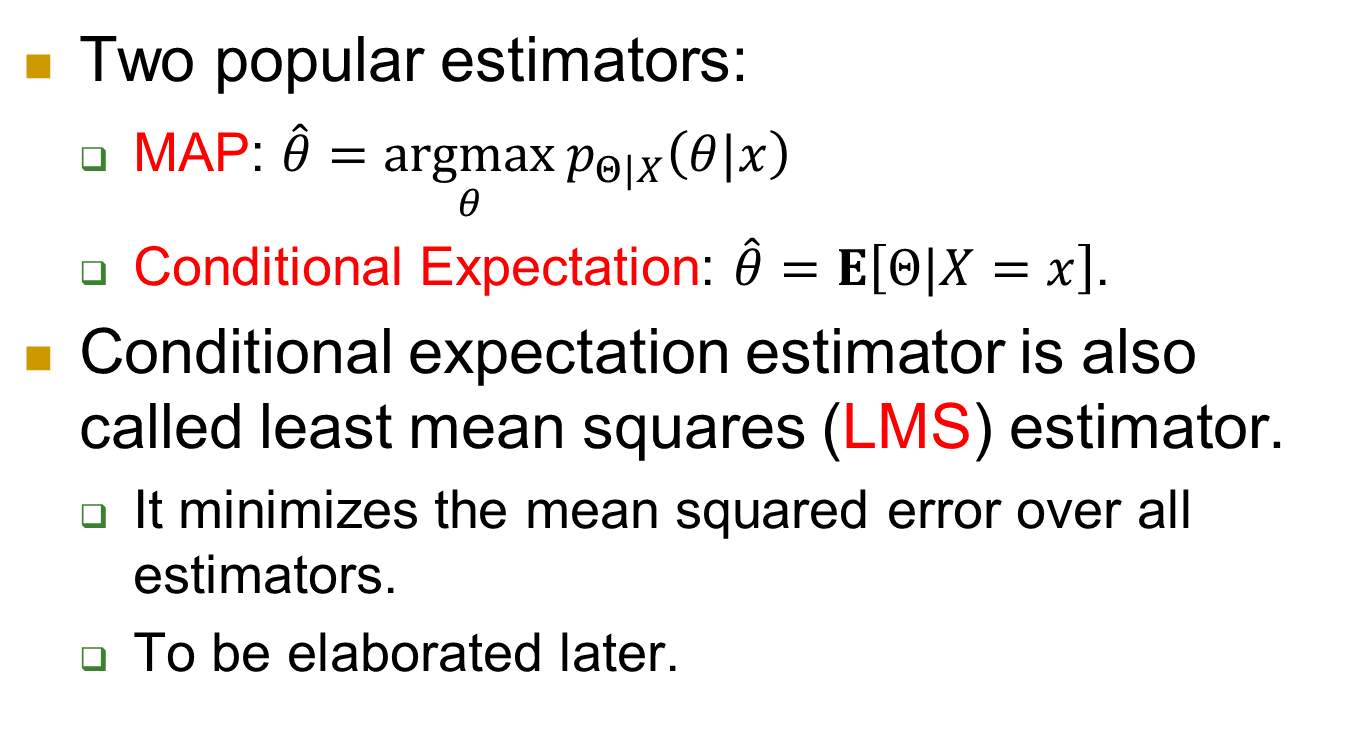 Two popular estimators:
MAP: θ̂ = argmax p_{Θ|X}(θ|x)
θ
Conditional Expectation: θ̂ = E[Θ|X = x].
Conditional expectation estimator is also
called least mean squares (LMS) estimator.
It minimizes the mean squared error over all
estimators.
To be elaborated later.